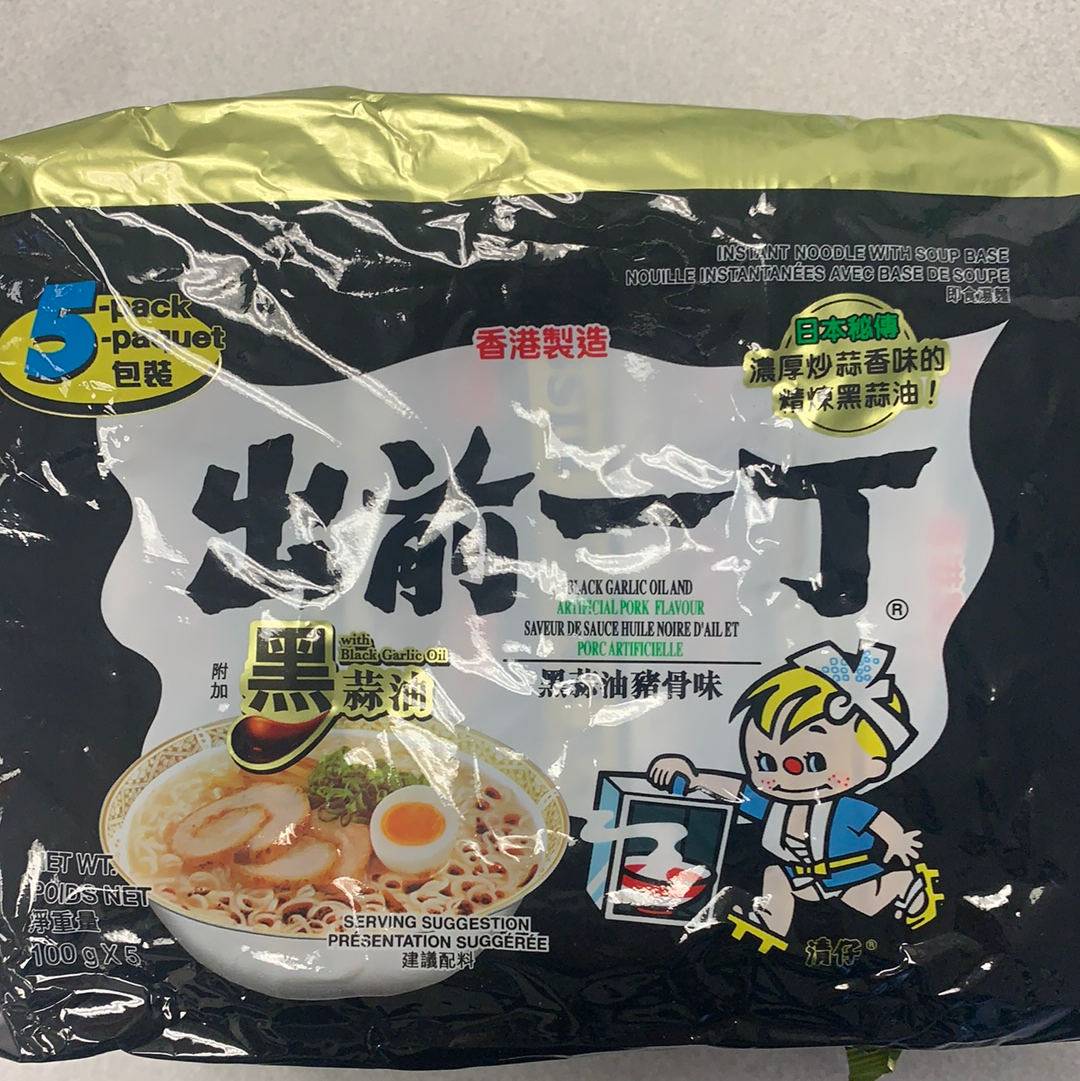 INSTANT NOODLE WITH SOUP BASE
NOUILLE INSTANTANÉES AVEC BASE DE SOUPE
即食湯麵
5-pack
-paquet
包裝
香港製造
日本秘傳
濃厚炒蒜香味的
精煉黑蒜油!
出前一丁®
BLACK GARLIC OIL AND
ARTIFICIAL PORK FLAVOUR
SAVEUR DE SAUCE HUILE NOIRE D'AIL ET
PORC ARTIFICIELLE
黑蒜油豬骨味
附加
黑蒜油
with
Black Garlic Oil
NET WT.
POIDS NET
淨重量
100 g X 5
SERVING SUGGESTION
PRÉSENTATION SUGGÉRÉE
建議配料
清仔®